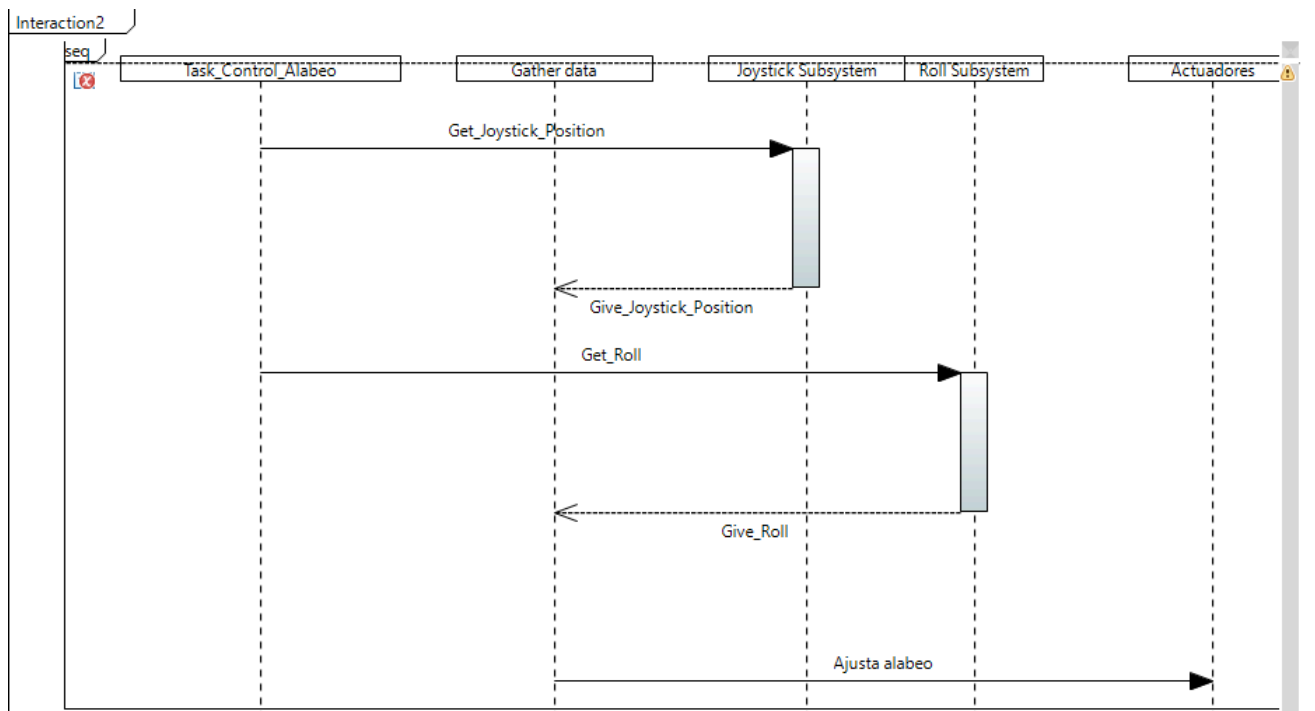 Interaction2
seq
Task_Control_Alabeo
Gather data
Joystick Subsystem
Roll Subsystem
Actuadores
Get_Joystick_Position
Give_Joystick_Position
Get_Roll
Give_Roll
Ajusta alabeo